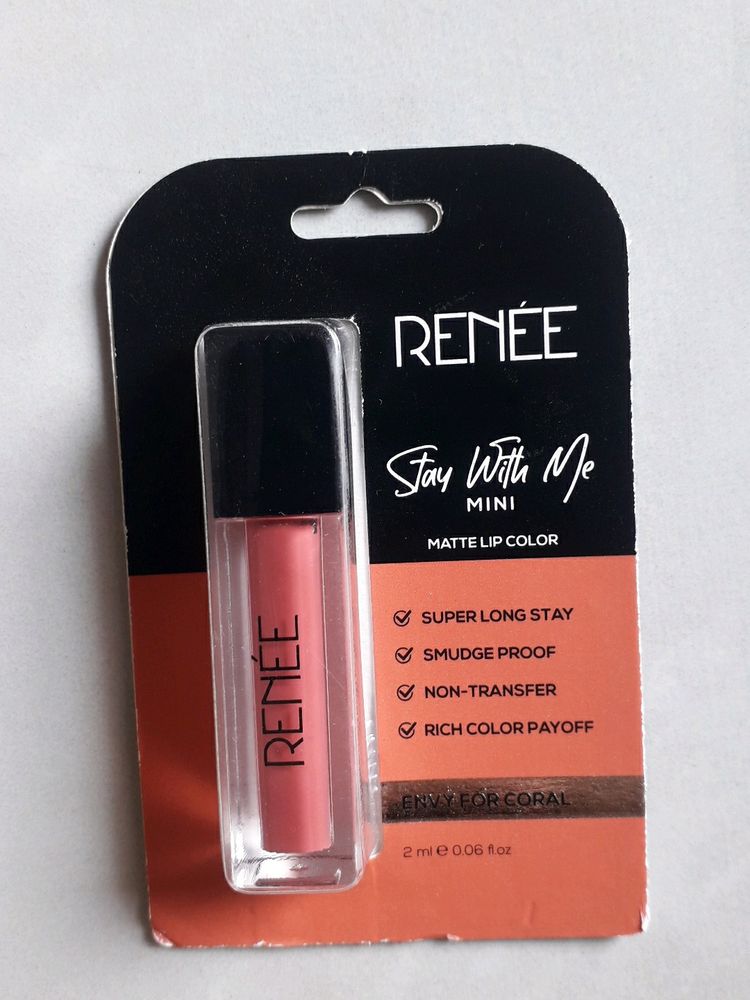 RENÉE
Stay With Me
MINI
MATTE LIP COLOR
SUPER LONG STAY
SMUDGE PROOF
NON-TRANSFER
RICH COLOR PAYOFF
ENVY FOR CORAL
2 ml ℮ 0.06 fl.oz
RENÉE